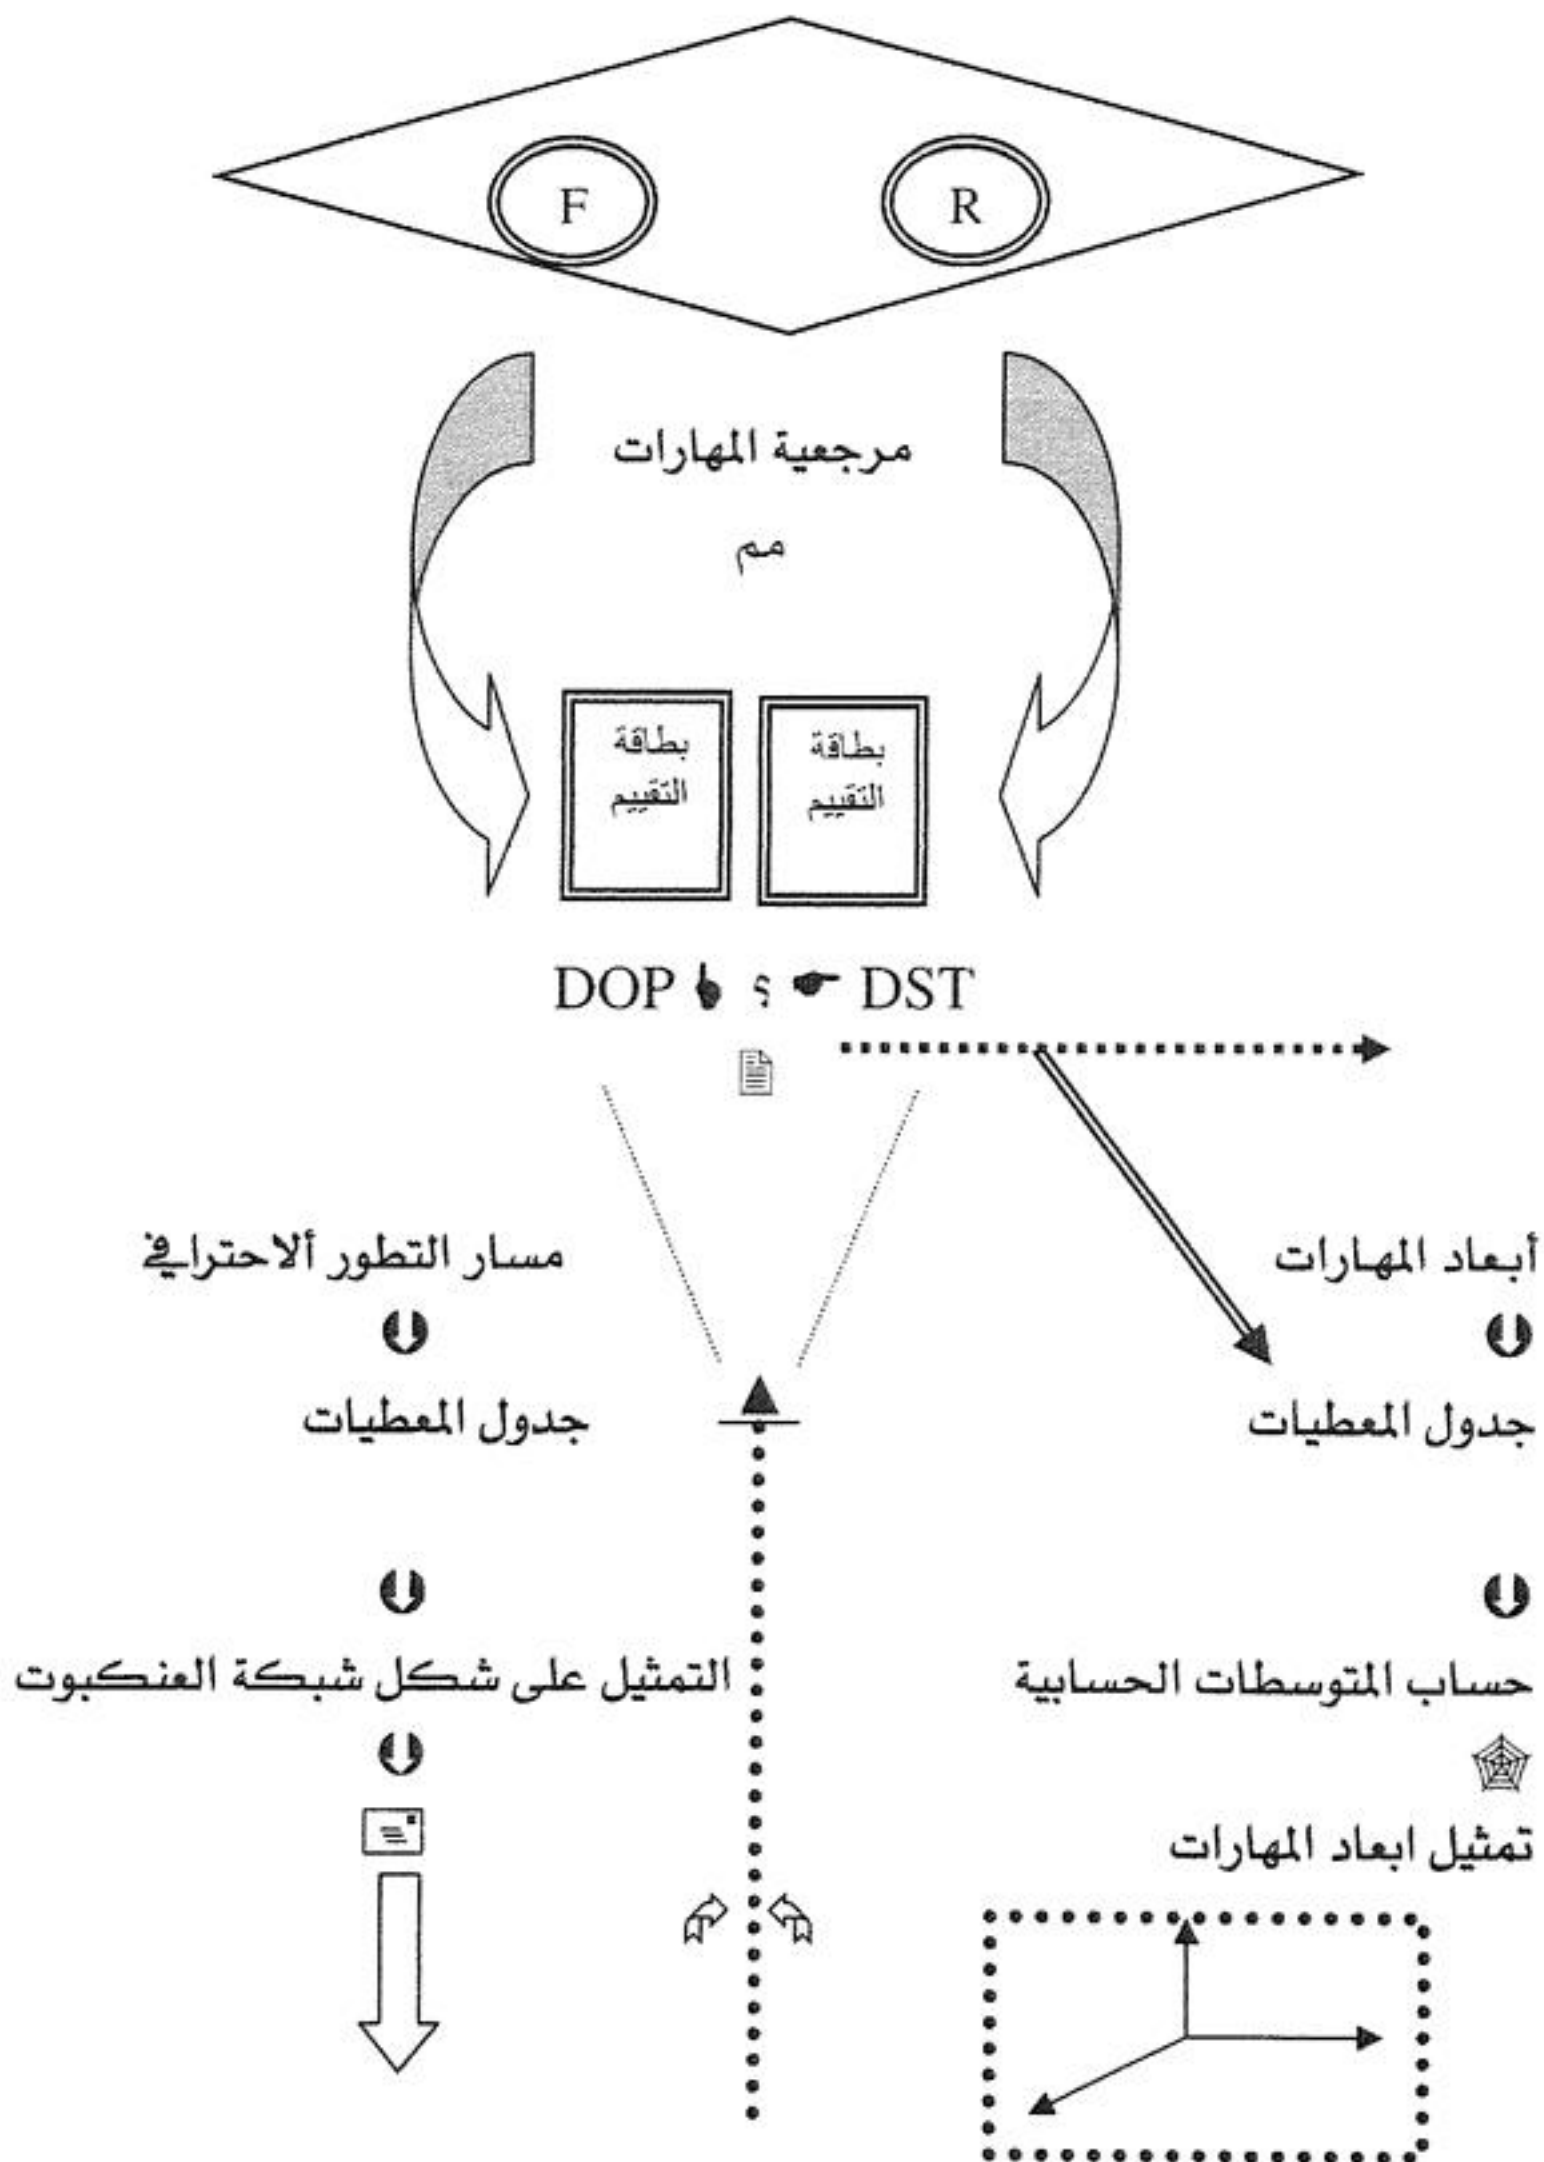 F
R
مرجعية المهارات
مم
بطاقة
التقييم
بطاقة
التقييم
DOP
DST
أبعاد المهارات
جدول المعطيات
حساب المتوسطات الحسابية
تمثيل ابعاد المهارات
مسار التطور ألاحترافي
جدول المعطيات
التمثيل على شكل شبكة العنكبوت